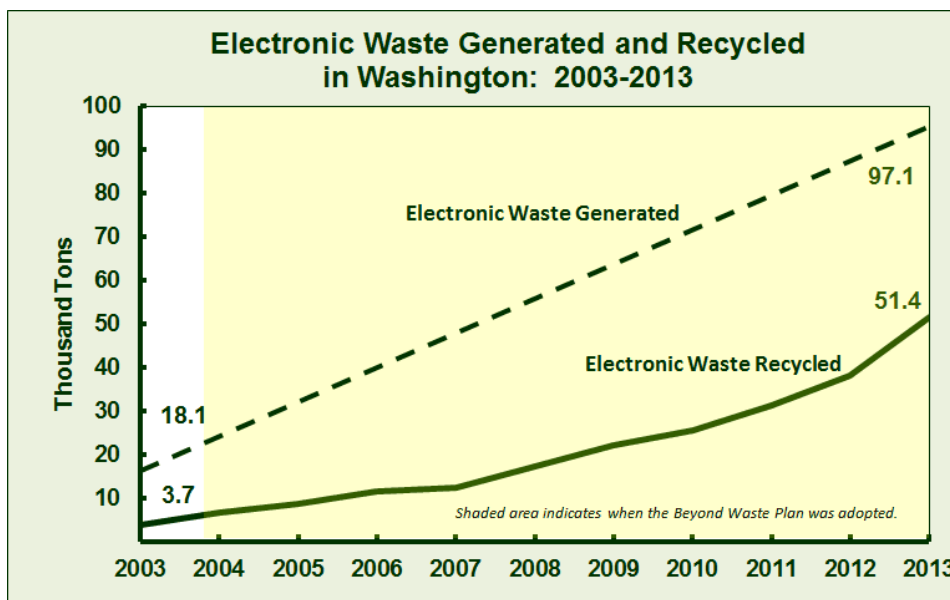 Electronic Waste Generated and Recycled
in Washington:  2003-2013
100
90
80
70
60
50
40
30
20
10
Thousand Tons
97.1
Electronic Waste Generated
51.4
Electronic Waste Recycled
18.1
3.7
Shaded area indicates when the Beyond Waste Plan was adopted.
2003 2004 2005 2006 2007 2008 2009 2010 2011 2012 2013